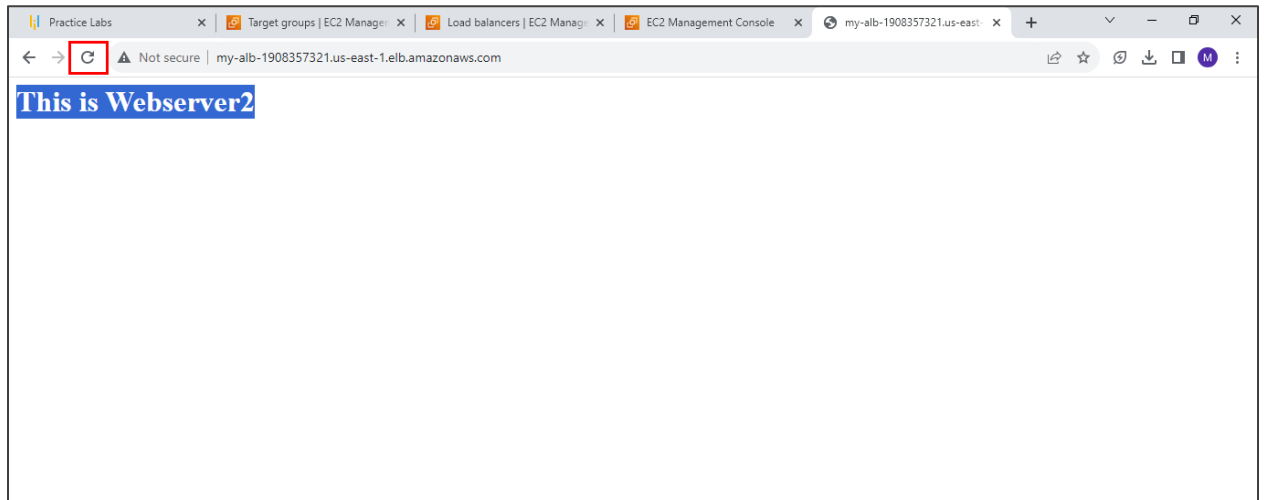 Practice Labs
Target groups | EC2 Manager
Load balancers | EC2 Manage
EC2 Management Console
my-alb-1908357321.us-east-
Not secure | my-alb-1908357321.us-east-1.elb.amazonaws.com
M
This is Webserver2